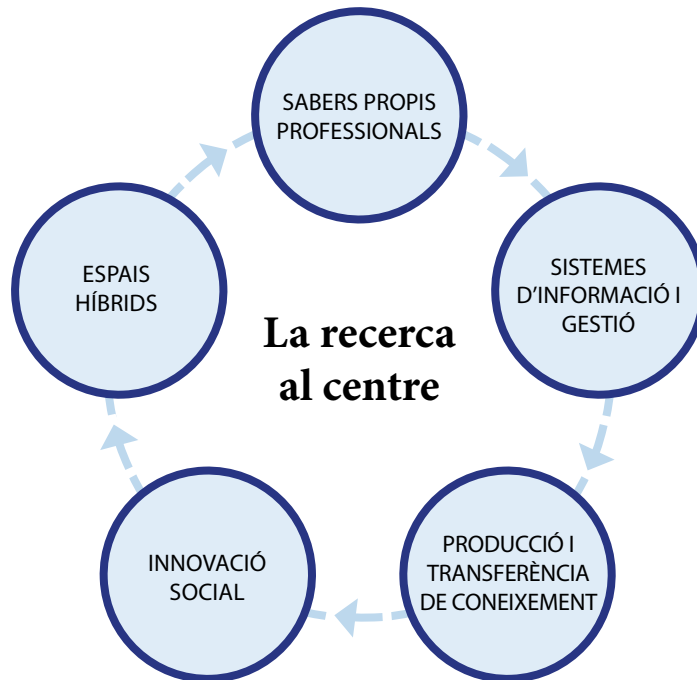 SABERS PROPIS
PROFESSIONALS
SISTEMES
D'INFORMACIÓ I
GESTIÓ
PRODUCCIÓ I
TRANSFERÈNCIA
DE CONEIXEMENT
INNOVACIÓ
SOCIAL
ESPAIS
HÍBRIDS
La recerca
al centre